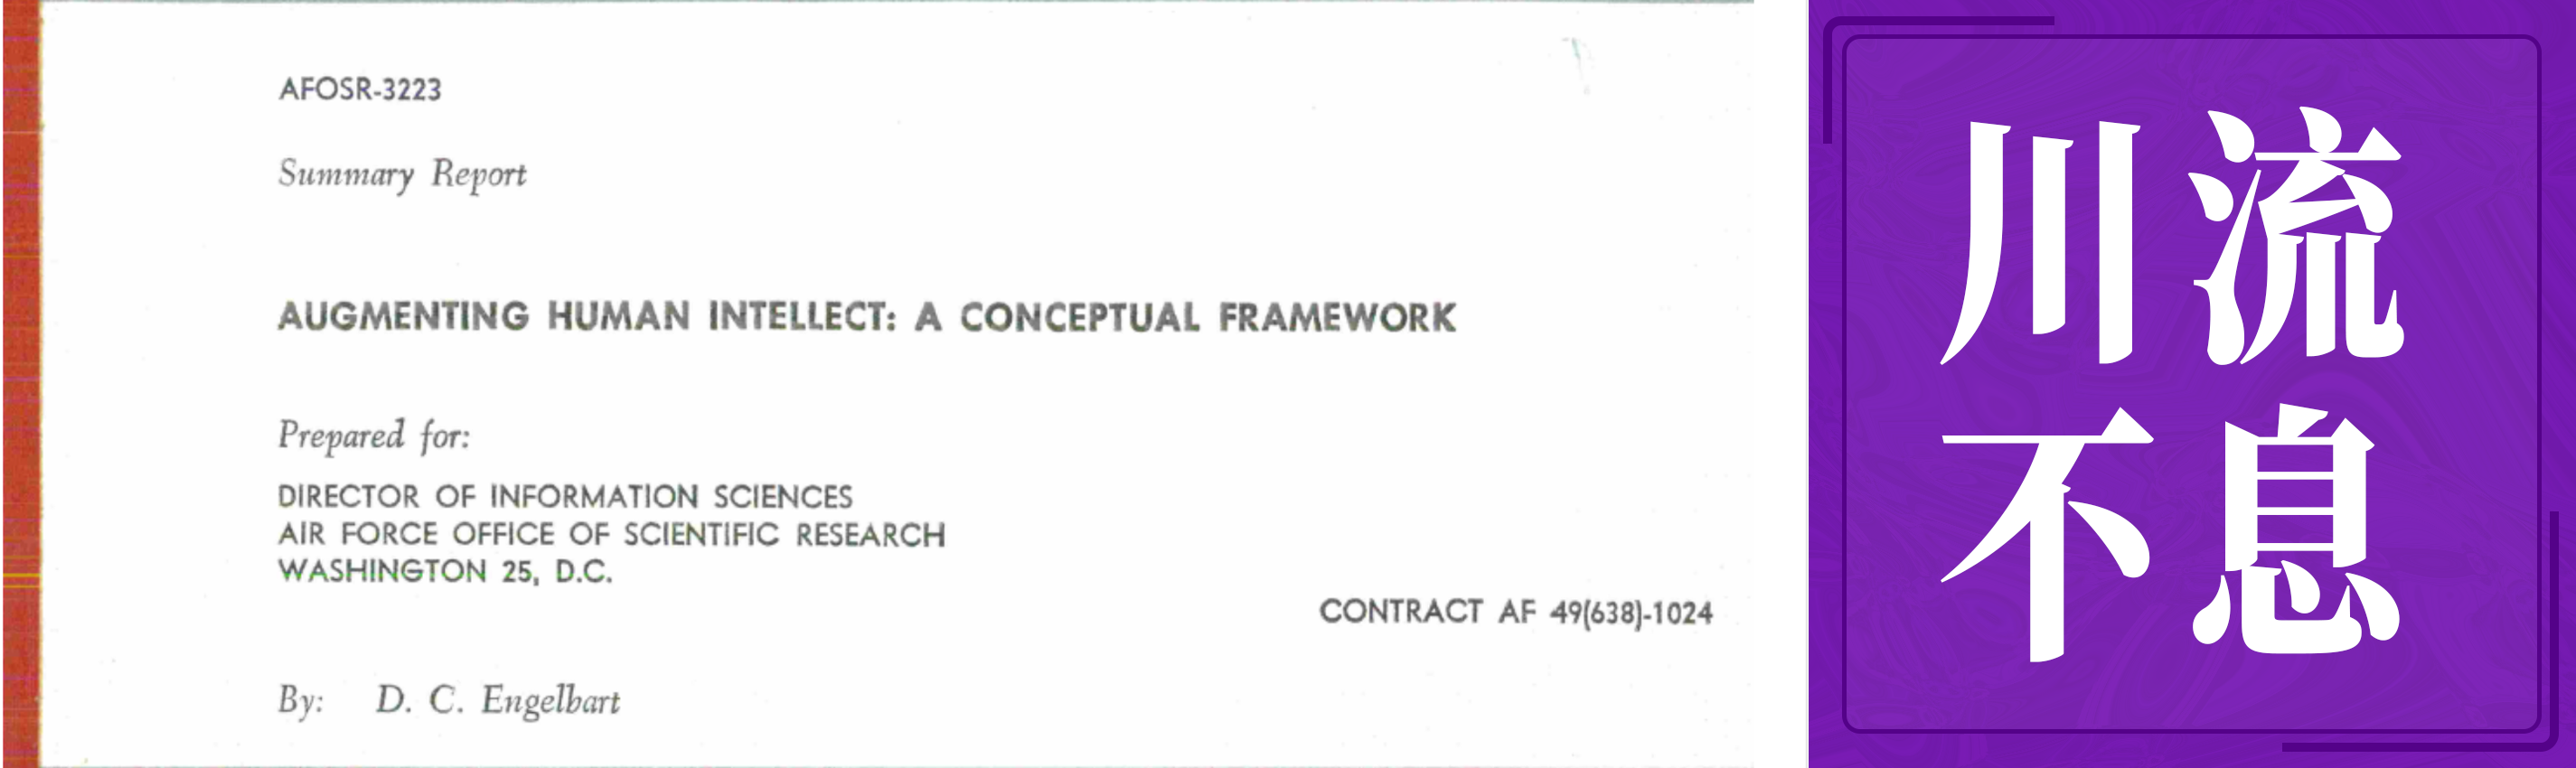 AFOSR-3223
Summary Report
AUGMENTING HUMAN INTELLECT: A CONCEPTUAL FRAMEWORK
Prepared for:
DIRECTOR OF INFORMATION SCIENCES
AIR FORCE OFFICE OF SCIENTIFIC RESEARCH
WASHINGTON 25, D.C.
CONTRACT AF 49(638)-1024
By: D. C. Engelbart
川流
不息